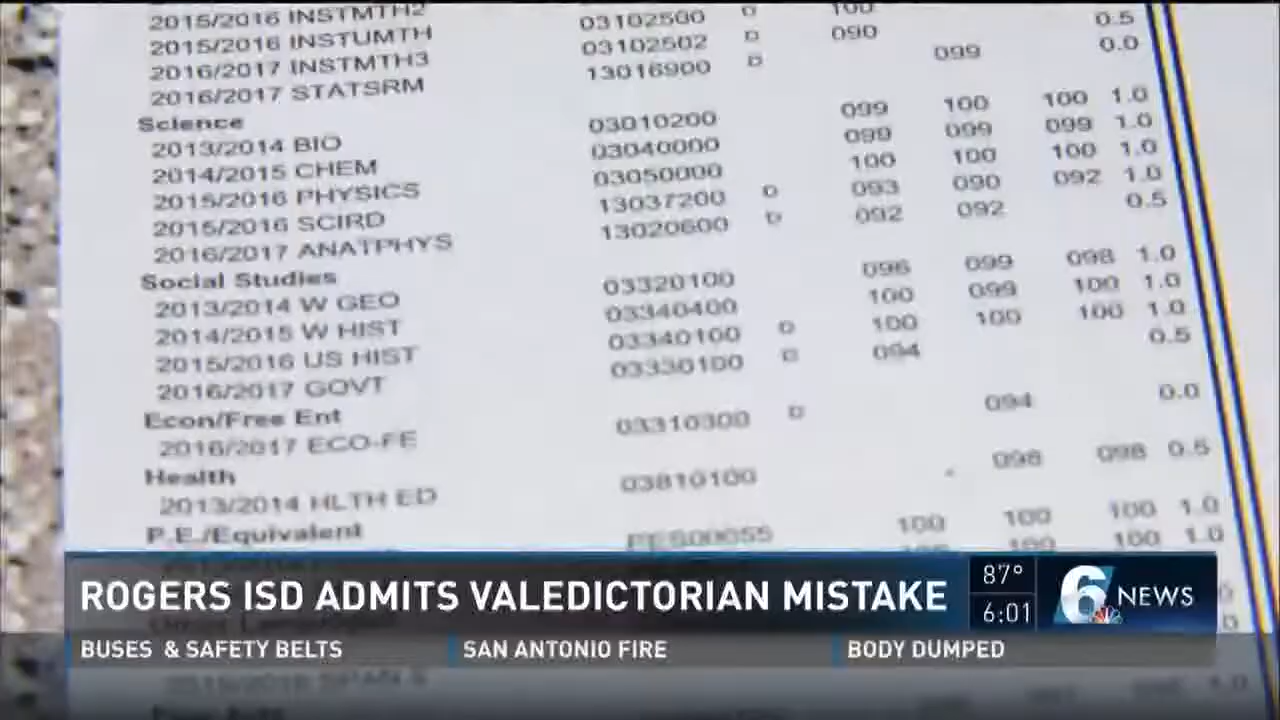 2015/2016 INSTMTH2
2015/2016 INSTUMTH 03102500 D 100
2016/2017 INSTMTH3 03102502 D 090 0.5
2016/2017 STATSRM 13016900 D 099 0.0
Science
2013/2014 BIO 03010200 099 100 100 1.0
2014/2015 CHEM 03040000 099 099 099 1.0
2015/2016 PHYSICS 03050000 100 100 100 1.0
2015/2016 SCIRD 13037200 D 093 090 092 1.0
2016/2017 ANATPHYS 13020600 D 092 092 0.5
Social Studies
2013/2014 W GEO 03320100 096 099 098 1.0
2014/2015 W HIST 03340400 100 099 100 1.0
2015/2016 US HIST 03340100 D 100 100 100 1.0
2016/2017 GOVT 03330100 D 094 0.5
Econ/Free Ent
2016/2017 ECO-FE 03310300 D 094 0.0
Health
2013/2014 HLTH ED 03810100 098 098 0.5
P.E./Equivalent
PES00055 100 100 100 1.0
100 100 1.0
ROGERS ISD ADMITS VALEDICTORIAN MISTAKE
87°
6:01
6 NEWS
BUSES & SAFETY BELTS SAN ANTONIO FIRE BODY DUMPED